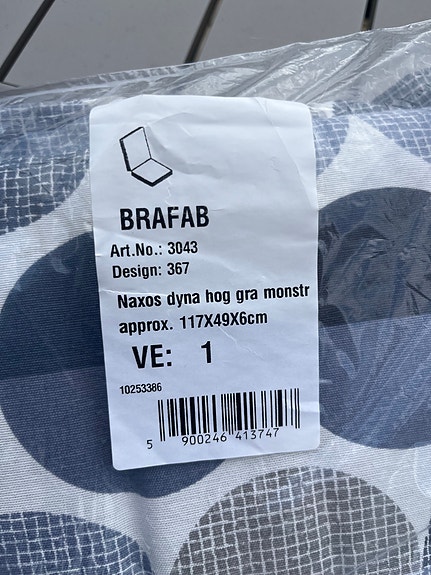 BRAFAB
Art.No.: 3043
Design: 367
Naxos dyna hog gra monstr
approx. 117X49X6cm
VE: 1
10253386
5 900246 413747